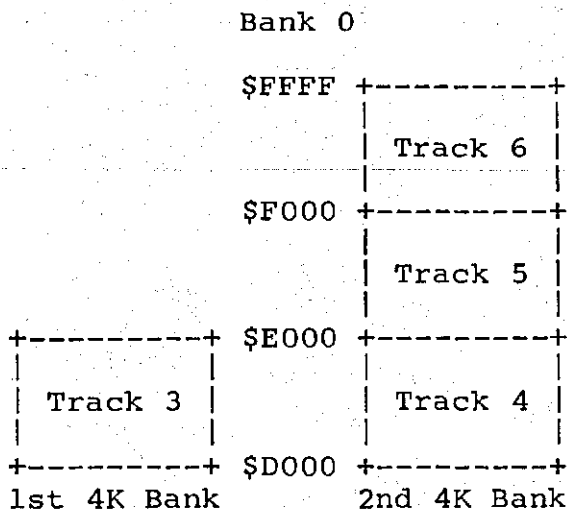 Bank 0
$FFFF
Track 6
$F000
Track 5
$E000
Track 3 Track 4
$D000
1st 4K Bank 2nd 4K Bank